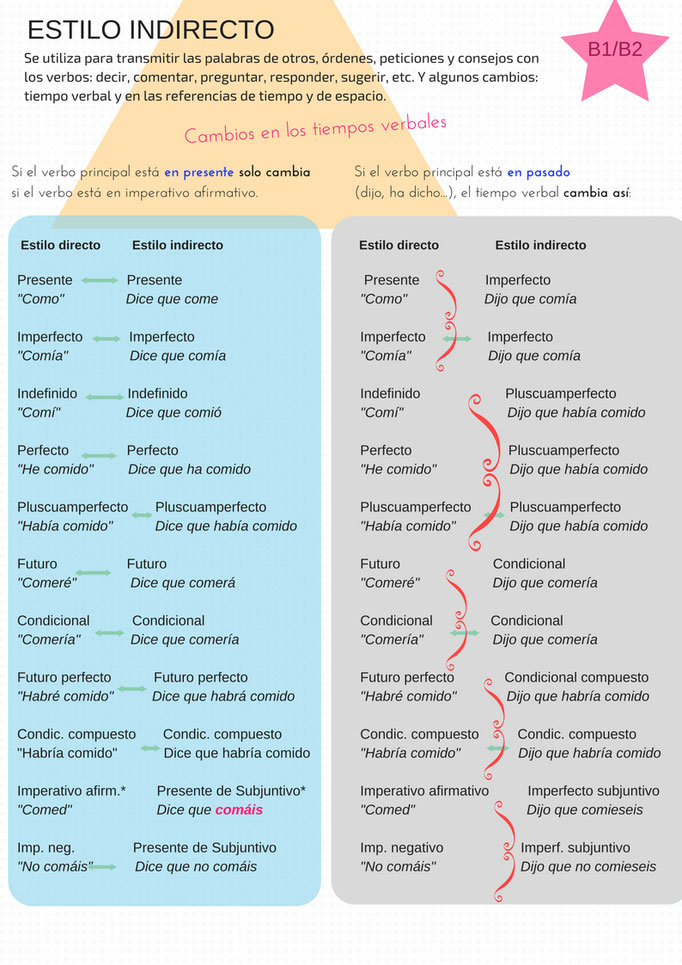 ESTILO INDIRECTO
B1/B2
Se utiliza para transmitir las palabras de otros, órdenes, peticiones y consejos con
los verbos: decir, comentar, preguntar, responder, sugerir, etc. Y algunos cambios:
tiempo verbal y en las referencias de tiempo y de espacio.
Cambios en los tiempos verbales
Si el verbo principal está en presente solo cambia
si el verbo está en imperativo afirmativo.
Estilo directo Estilo indirecto
Presente Presente
"Como" Dice que come
Imperfecto Imperfecto
"Comía" Dice que comía
Indefinido Indefinido
"Comí" Dice que comió
Perfecto Perfecto
"He comido" Dice que ha comido
Pluscuamperfecto Pluscuamperfecto
"Había comido" Dice que había comido
Futuro Futuro
"Comeré" Dice que comerá
Condicional Condicional
"Comería" Dice que comería
Futuro perfecto Futuro perfecto
"Habré comido" Dice que habrá comido
Condic. compuesto Condic. compuesto
"Habría comido" Dice que habría comido
Imperativo afirm.* Presente de Subjuntivo*
"Comed" Dice que comáis
Imp. neg. Presente de Subjuntivo
"No comáis" Dice que no comáis
Si el verbo principal está en pasado
(dijo, ha dicho...), el tiempo verbal cambia así:
Estilo directo Estilo indirecto
Presente Imperfecto
"Como" Dijo que comía
Imperfecto Imperfecto
"Comía" Dijo que comía
Indefinido Pluscuamperfecto
"Comí" Dijo que había comido
Perfecto Pluscuamperfecto
"He comido" Dijo que había comido
Pluscuamperfecto Pluscuamperfecto
"Había comido" Dijo que había comido
Futuro Condicional
"Comeré" Dijo que comería
Condicional Condicional
"Comería" Dijo que comería
Futuro perfecto Condicional compuesto
"Habré comido" Dijo que habría comido
Condic. compuesto Condic. compuesto
"Habría comido" Dijo que habría comido
Imperativo afirmativo Imperfecto subjuntivo
"Comed" Dijo que comieseis
Imp. negativo Imperf. subjuntivo
"No comáis" Dijo que no comieseis